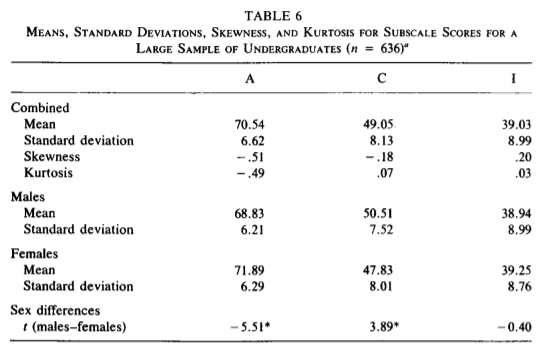 TABLE 6
MEANS, STANDARD DEVIATIONS, SKEWNESS, AND KURTOSIS FOR SUBSCALE SCORES FOR A
LARGE SAMPLE OF UNDERGRADUATES (n = 636)a
A C I
Combined
Mean 70.54 49.05 39.03
Standard deviation 6.62 8.13 8.99
Skewness -.51 -.18 .20
Kurtosis -.49 .07 .03
Males
Mean 68.83 50.51 38.94
Standard deviation 6.21 7.52 8.99
Females
Mean 71.89 47.83 39.25
Standard deviation 6.29 8.01 8.76
Sex differences
t (males–females) -5.51* 3.89* -0.40